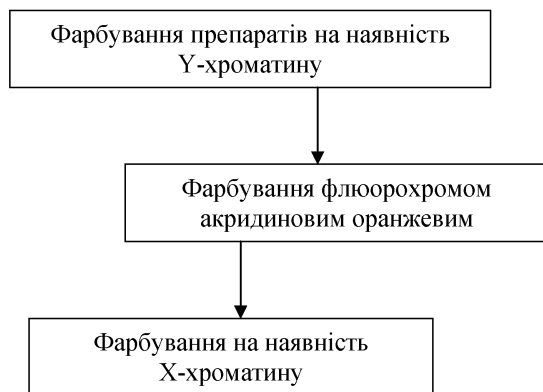 Фарбування препаратів на наявність
Y-хроматину
Фарбування флюорохромом
акридиновим оранжевим
Фарбування на наявність
Х-хроматину